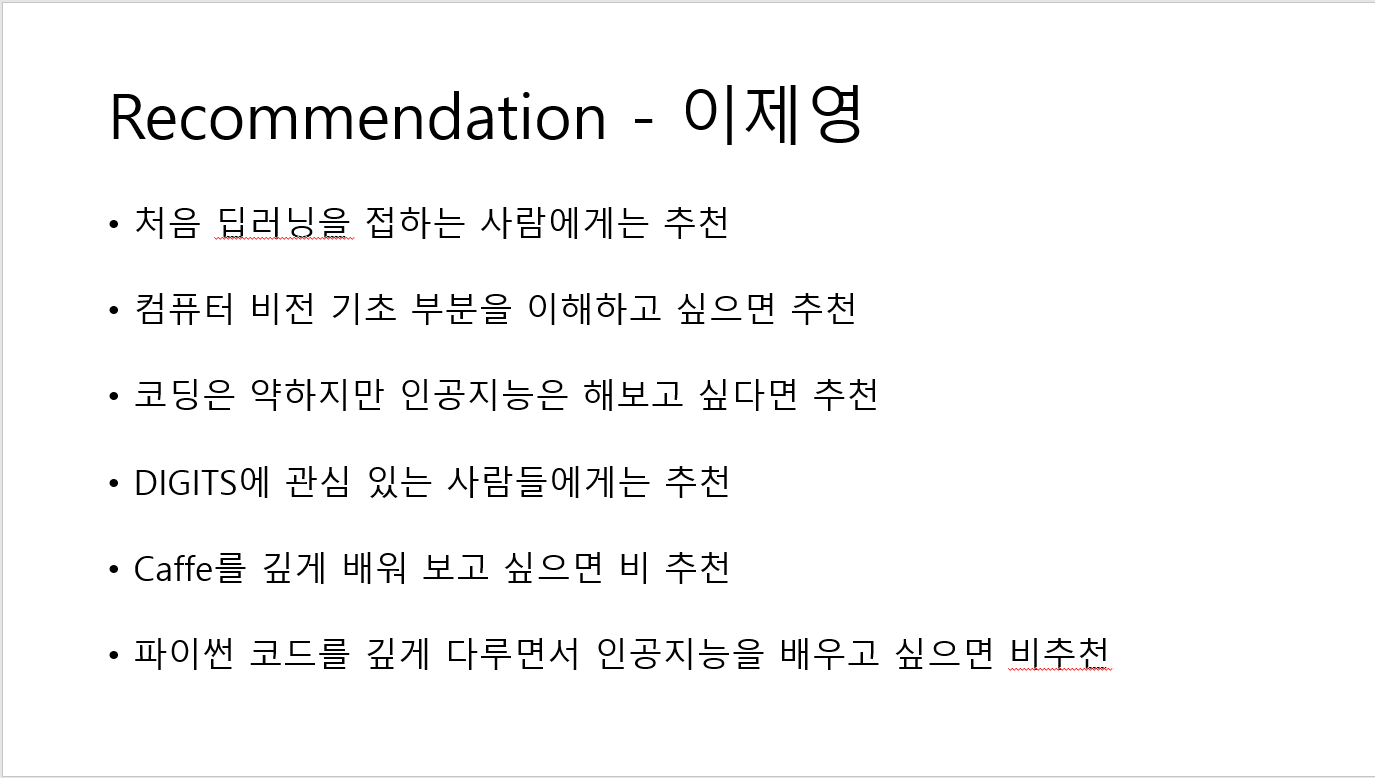 Recommendation - 이제영
• 처음 딥러닝을 접하는 사람에게는 추천
• 컴퓨터 비전 기초 부분을 이해하고 싶으면 추천
• 코딩은 약하지만 인공지능은 해보고 싶다면 추천
• DIGITS에 관심 있는 사람들에게는 추천
• Caffe를 깊게 배워 보고 싶으면 비 추천
• 파이썬 코드를 깊게 다루면서 인공지능을 배우고 싶으면 비추천